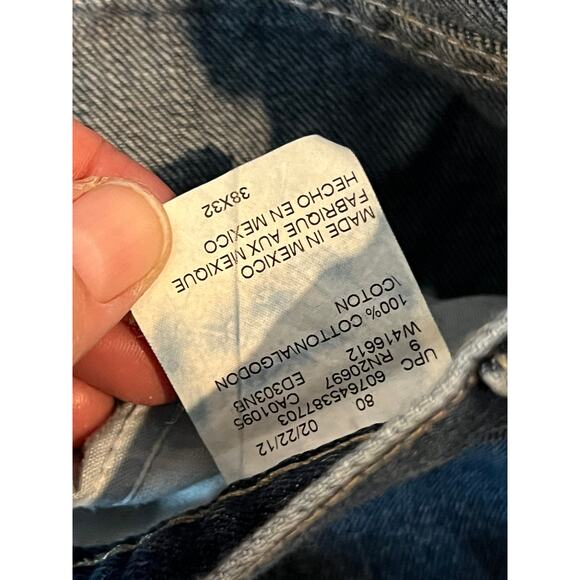 80 02/22/12
UPC 607645387703
9 RN20697 CA01095
W416612 ED303NB
100% COTTON\ALGODON
\COTON
MADE IN MEXICO
FABRIQUE AUX MEXIQUE
HECHO EN MEXICO
38X32